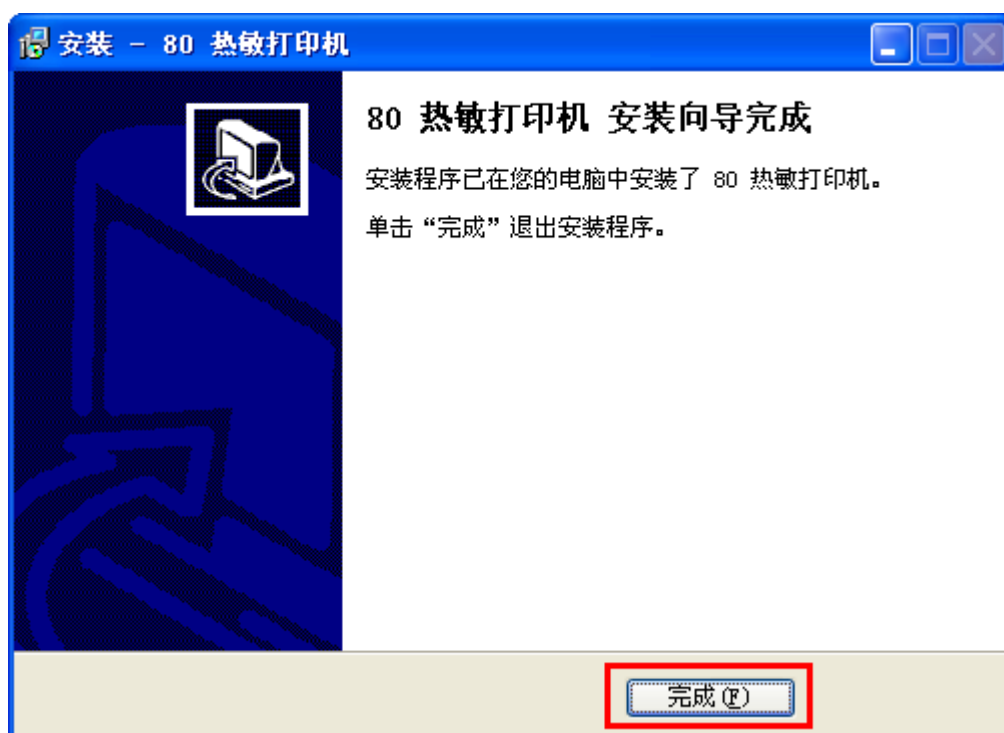 安装 - 80 热敏打印机
80 热敏打印机 安装向导完成
安装程序已在您的电脑中安装了 80 热敏打印机。
单击“完成”退出安装程序。
完成(F)